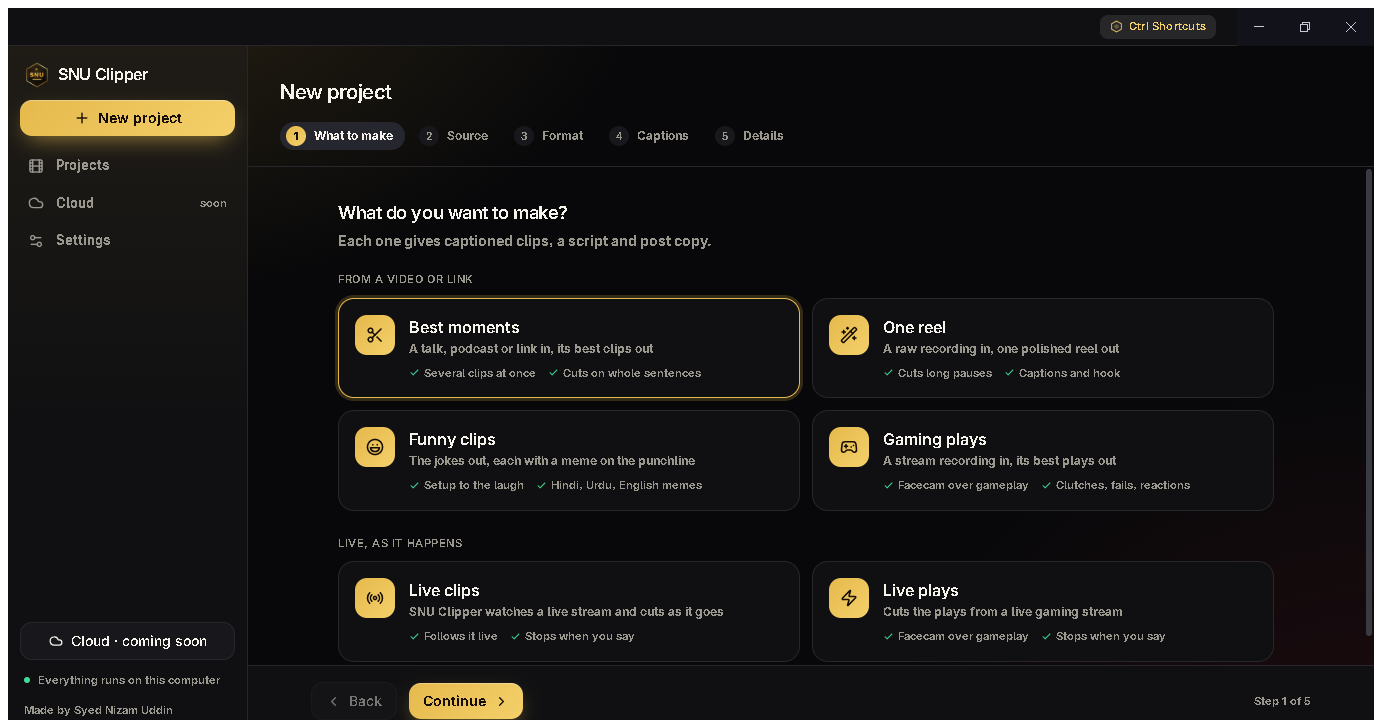 Ctrl Shortcuts
SNU
SNU Clipper
New project
Projects
Cloud soon
Settings
Cloud · coming soon
Everything runs on this computer
Made by Syed Nizam Uddin
New project
1 What to make 2 Source 3 Format 4 Captions 5 Details
What do you want to make?
Each one gives captioned clips, a script and post copy.
FROM A VIDEO OR LINK
Best moments
A talk, podcast or link in, its best clips out
Several clips at once Cuts on whole sentences
One reel
A raw recording in, one polished reel out
Cuts long pauses Captions and hook
Funny clips
The jokes out, each with a meme on the punchline
Setup to the laugh Hindi, Urdu, English memes
Gaming plays
A stream recording in, its best plays out
Facecam over gameplay Clutches, fails, reactions
LIVE, AS IT HAPPENS
Live clips
SNU Clipper watches a live stream and cuts as it goes
Follows it live Stops when you say
Live plays
Cuts the plays from a live gaming stream
Facecam over gameplay Stops when you say
Back Continue Step 1 of 5